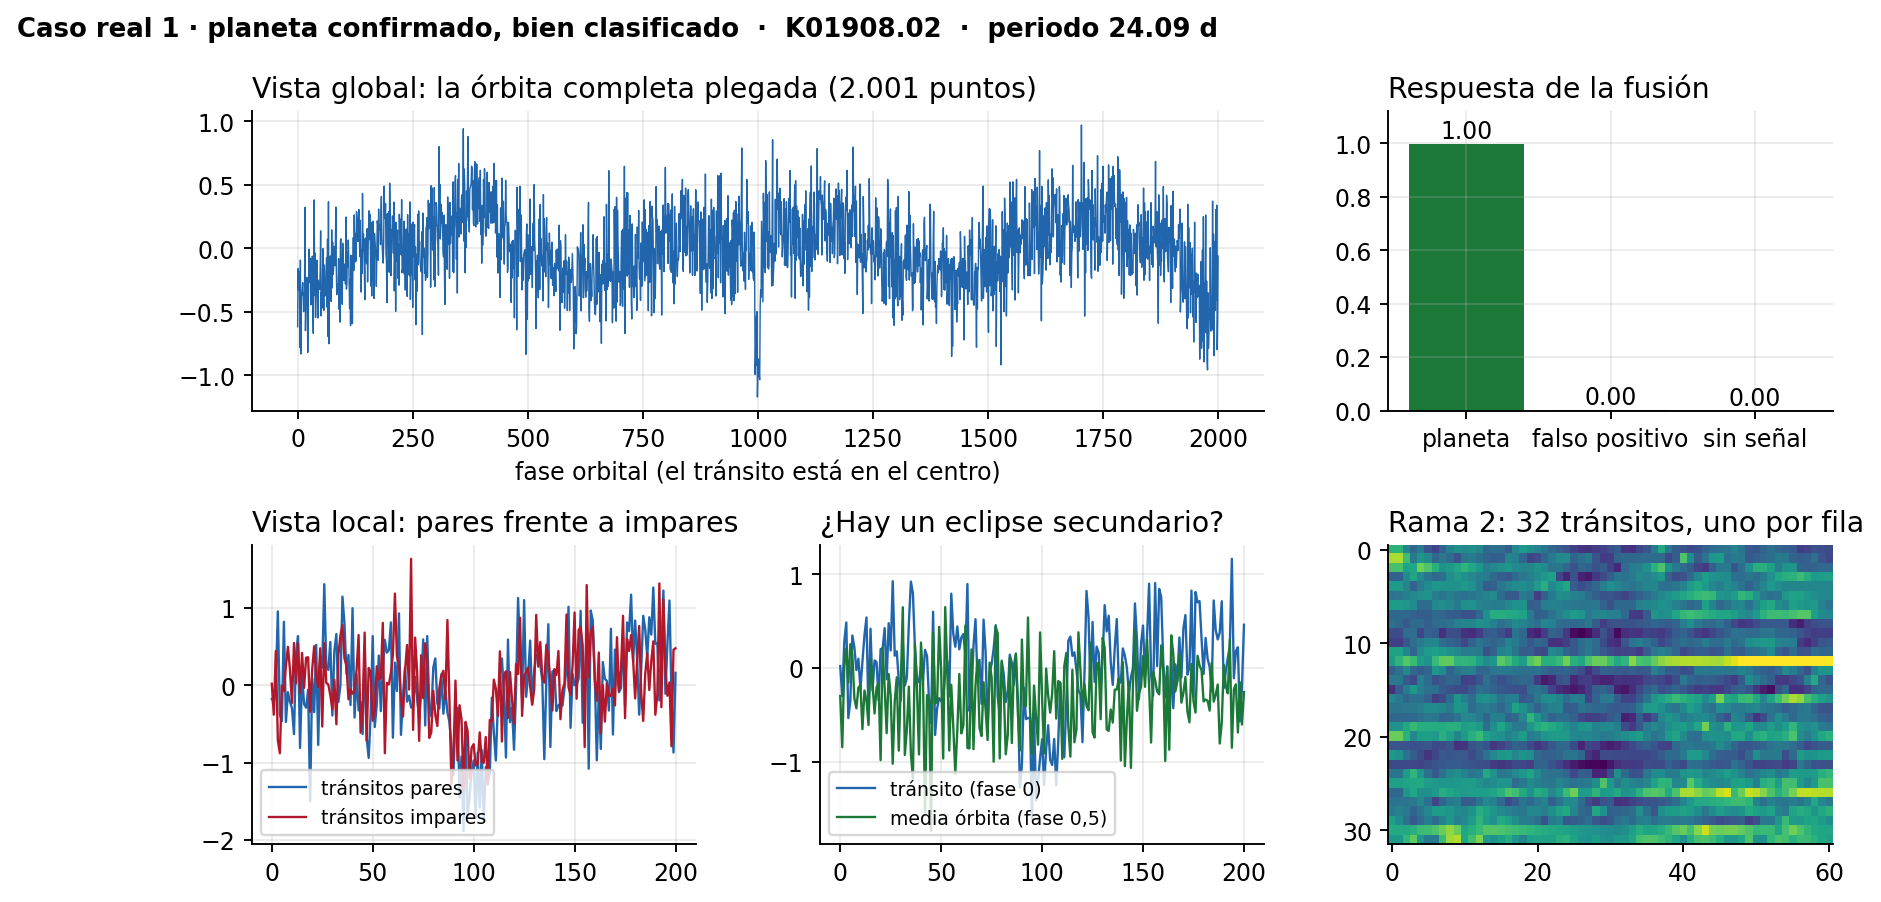 Caso real 1 · planeta confirmado, bien clasificado · K01908.02 · periodo 24.09 d
Vista global: la órbita completa plegada (2.001 puntos)
1.0
0.5
0.0
−0.5
−1.0
0 250 500 750 1000 1250 1500 1750 2000
fase orbital (el tránsito está en el centro)
Respuesta de la fusión
1.0
0.8
0.6
0.4
0.2
0.0
1.00
0.00
0.00
planeta falso positivo sin señal
Vista local: pares frente a impares
1
0
−1
−2
tránsitos pares
tránsitos impares
0 50 100 150 200
¿Hay un eclipse secundario?
1
0
−1
tránsito (fase 0)
media órbita (fase 0,5)
0 50 100 150 200
Rama 2: 32 tránsitos, uno por fila
0
10
20
30
0 20 40 60